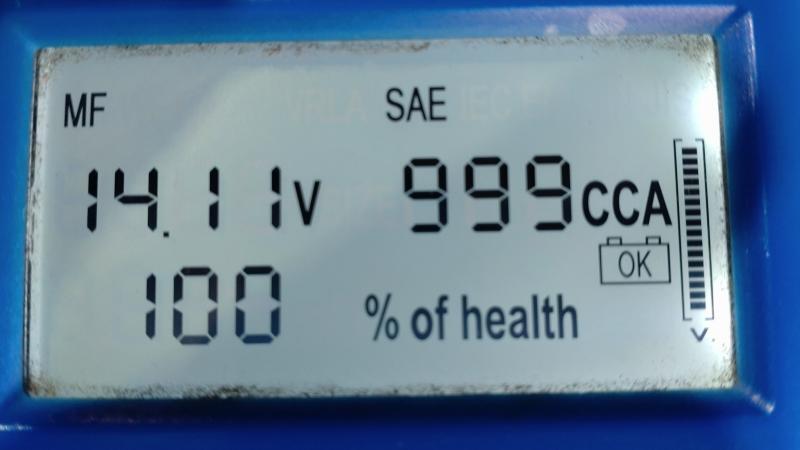 MF SAE
14.11V 999CCA
OK
100 % of health
V